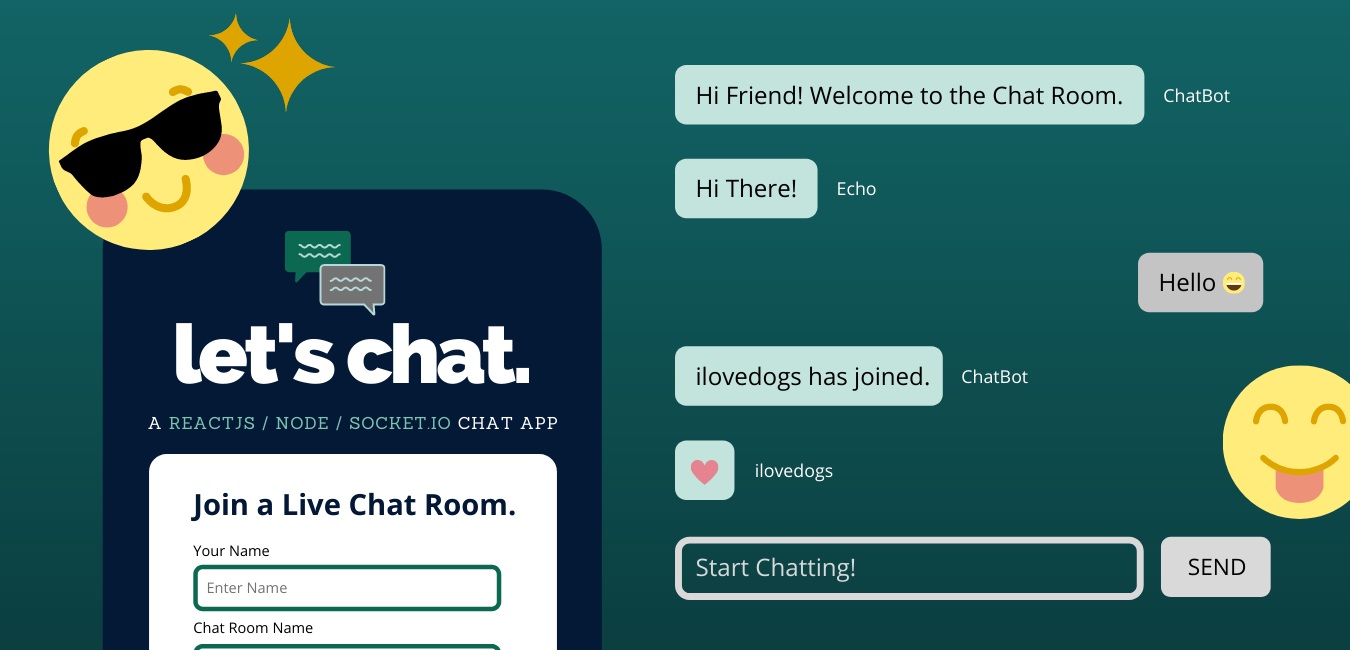 let's chat.
A REACTJS / NODE / SOCKET.IO CHAT APP
Join a Live Chat Room.
Your Name
Enter Name
Chat Room Name
Hi Friend! Welcome to the Chat Room. ChatBot
Hi There! Echo
Hello 😄
ilovedogs has joined. ChatBot
ilovedogs
Start Chatting! SEND